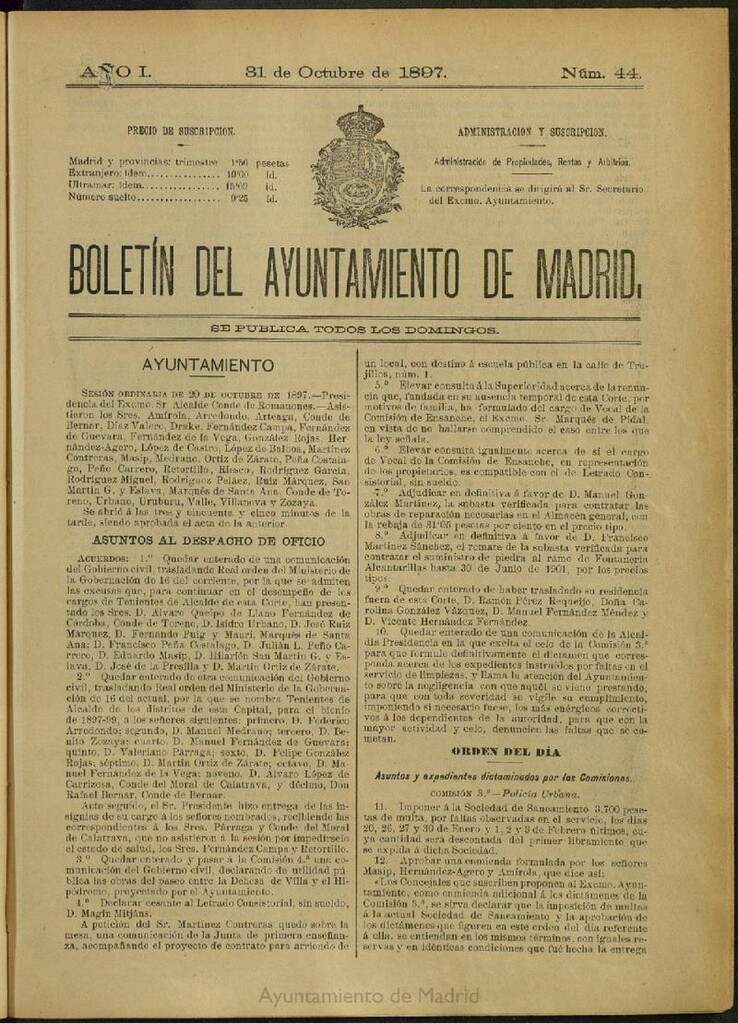 AÑO I.
31 de Octubre de 1897.
Núm. 44.
PRECIO DE SUSCRIPCION.
Madrid y provincias: trimestre 1'50 pesetas
Extranjero: idem............... 10'00 id.
Ultramar: idem................ 15'00 id.
Número suelto................ 0'25 id.
ADMINISTRACION Y SUSCRIPCION.
Administración de Propiedades, Rentas y Arbitrios.
La correspondencia se dirigirá al Sr. Secretario
del Excmo. Ayuntamiento.
BOLETÍN DEL AYUNTAMIENTO DE MADRID.
SE PUBLICA TODOS LOS DOMINGOS.
AYUNTAMIENTO
SESIÓN ORDINARIA DE 20 DE OCTUBRE DE 1897.—Presi-
dencia del Excmo. Sr Alcalde Conde de Romanones.—Asis-
tieron los Sres. Amírola, Arredondo, Arteaga, Conde de
Bernar, Díaz Valero, Drake, Fernández Campa, Fernández
de Guevara, Fernández de la Vega, González Rojas, Her-
nández-Agero, López de Castro, López de Balboa, Martínez
Contreras, Masip, Medrano, Ortiz de Zárate, Peña Costala-
go, Peño Carrero, Retortillo, Riesco, Rodríguez García,
Rodríguez Miguel, Rodríguez Peláez, Ruiz Márquez, San
Martín G. y Eslava, Marqués de Santa Ana, Conde de To-
reno, Urbano, Uruburu, Valle, Villanova y Zozaya.
Se abrió á las tres y cincuenta y cinco minutos de la
tarde, siendo aprobada el acta de la anterior.
ASUNTOS AL DESPACHO DE OFICIO
ACUERDOS: 1.° Quedar enterado de una comunicación
del Gobierno civil, trasladando Real orden del Ministerio de
la Gobernación de 16 del corriente, por la que se admiten
las excusas que, para continuar en el desempeño de los
cargos de Tenientes de Alcalde de esta Corte, han presen-
tado los Sres. D. Alvaro Queipo de Llano Fernández de
Córdoba, Conde de Toreno, D. Isidro Urbano, D. José Ruiz
Márquez, D. Fernando Puig y Mauri, Marqués de Santa
Ana; D. Francisco Peña Costalago, D. Julián L. Peño Ca-
rrero, D. Eduardo Masip, D. Hilarión San Martín G. y Es-
lava, D. José de la Presilla y D. Martín Ortiz de Zárate.
2.° Quedar enterado de otra comunicación del Gobierno
civil, trasladando Real orden del Ministerio de la Goberna-
ción de 16 del actual, por la que se nombra Tenientes de
Alcalde de los distritos de esta Capital, para el bienio
de 1897-99, á los señores siguientes: primero, D. Federico
Arredondo; segundo, D. Manuel Medrano; tercero, D. Be-
nito Zozaya; cuarto, D. Manuel Fernández de Guevara;
quinto, D. Valeriano Párraga; sexto, D. Felipe González
Rojas; séptimo, D. Martín Ortiz de Zárate; octavo, D. Ma-
nuel Fernández de la Vega; noveno, D. Alvaro López de
Carrizosa, Conde del Moral de Calatrava, y décimo, Don
Rafael Bernar, Conde de Bernar.
Acto seguido, el Sr. Presidente hizo entrega de las in-
signias de su cargo á los señores nombrados, recibiendo las
correspondientes á los Sres. Párraga y Conde del Moral
de Calatrava, que no asistieron á la sesión por impedírselo
el estado de salud, los Sres. Fernández Campa y Retortillo.
3.° Quedar enterado y pasar á la Comisión 4.ª una co-
municación del Gobierno civil, declarando de utilidad pú-
blica las obras del paseo entre la Dehesa de Villa y el Hi-
pódromo, proyectado por el Ayuntamiento.
4.° Declarar cesante al Letrado Consistorial, sin sueldo,
D. Magín Mitjáns.
A petición del Sr. Martínez Contreras quedó sobre la
mesa, una comunicación de la Junta de primera enseñan-
za, acompañando el proyecto de contrato para arriendo de
un local, con destino á escuela pública en la calle de Tru-
jillos, núm. 1.
5.° Elevar consulta á la Superioridad acerca de la renun-
cia que, fundada en su ausencia temporal de esta Corte, por
motivos de familia, ha formulado del cargo de Vocal de la
Comisión de Ensanche, el Excmo. Sr. Marqués de Pidal,
en vista de no hallarse comprendido el caso entre los que
la ley señala.
6.° Elevar consulta igualmente acerca de si el cargo
de Vocal de la Comisión de Ensanche, en representación
de los propietarios, es compatible con el de Letrado Con-
sistorial, sin sueldo.
7.° Adjudicar en definitiva á favor de D. Manuel Gon-
zález Martínez, la subasta verificada para contratar las
obras de reparación necesarias en el Almacén general, con
la rebaja de 31'05 pesetas por ciento en el precio tipo.
8.° Adjudicar en definitiva á favor de D. Francisco
Martínez Sánchez, el remate de la subasta verificada para
contratar el suministro de piedra al ramo de Fontanería
Alcantarillas hasta 30 de Junio de 1901, por los precios
tipos.
9.° Quedar enterado de haber trasladado su residencia
fuera de esta Corte, D. Ramón Pérez Requeijo, Doña Ca-
rolina González Vázquez, D. Manuel Fernández Méndez y
D. Vicente Hernández Fernández.
10. Quedar enterado de una comunicación de la Alcal-
día Presidencia en la que excita el celo de la Comisión 3.ª
para que formule definitivamente el dictamen que corres-
ponda acerca de los expedientes instruídos por faltas en el
servicio de limpiezas, y llama la atención del Ayuntamien-
to sobre la negligencia con que aquél se viene prestando,
para que con toda severidad se vigile su cumplimiento,
imponiendo si necesario fuese, los más enérgicos correcti-
vos á los dependientes de la autoridad, para que con la
mayor actividad y celo, denuncien las faltas que se co-
metan.
ORDEN DEL DÍA
Asuntos y expedientes dictaminados por las Comisiones.
COMISIÓN 3.ª—Policía Urbana.
11. Imponer á la Sociedad de Saneamiento 3.700 pese-
tas de multa, por faltas observadas en el servicio, los días
20, 26, 27 y 30 de Enero y 1, 2 y 3 de Febrero últimos, cu-
ya cantidad será descontada del primer libramiento que
se expida á dicha Sociedad.
12. Aprobar una enmienda formulada por los señores
Masip, Hernández-Agero y Amírola, que dice así:
«Los Concejales que suscriben proponen al Excmo. Ayun-
tamiento, como enmienda adicional á los dictámenes de la
Comisión 3.ª, se sirva declarar que la imposición de multas
á la actual Sociedad de Saneamiento y la aprobación de
los dictámenes que figuren en este orden del día referente
á ella, se entiendan en los mismos términos, con iguales re-
servas y en idénticas condiciones que fué hecha la entrega
Ayuntamiento de Madrid